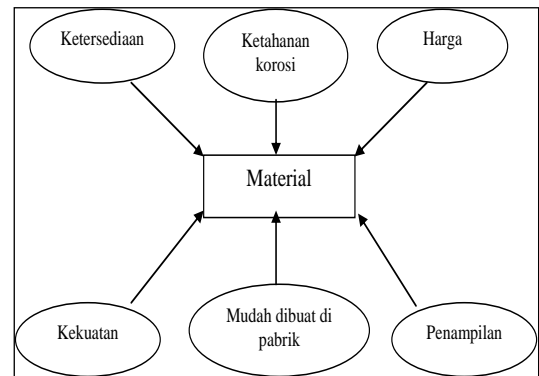 Ketersediaan
Ketahanan
korosi
Harga
Material
Kekuatan
Mudah dibuat di
pabrik
Penampilan